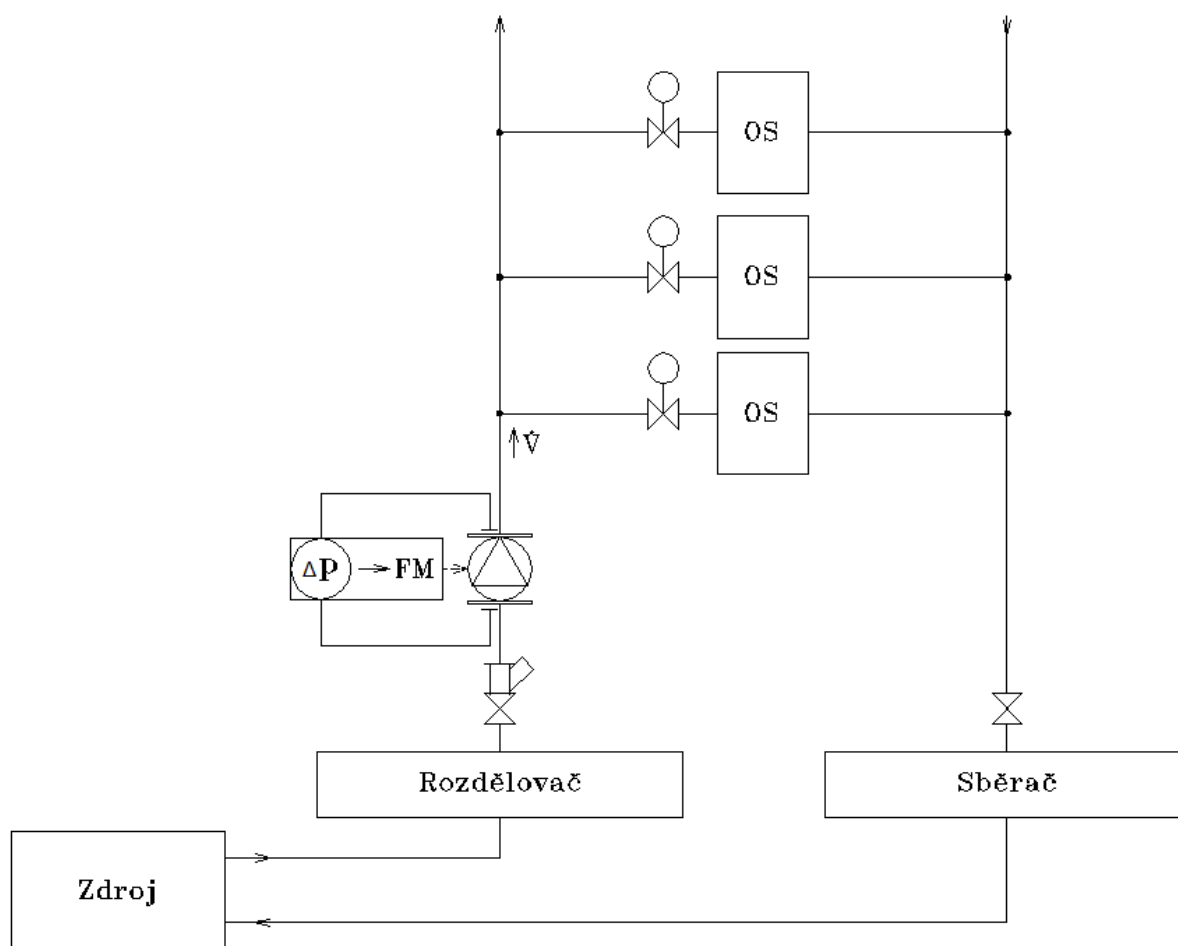 OS
OS
OS
V̇
ΔP FM
Rozdělovač
Sběrač
Zdroj